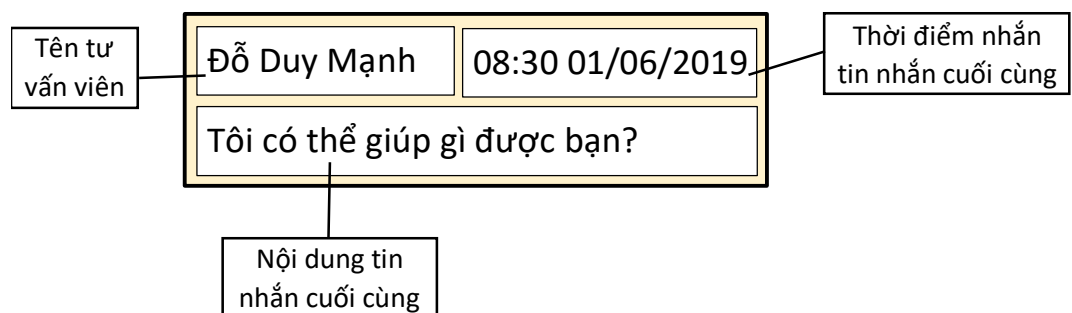 Tên tư
vấn viên
Đỗ Duy Mạnh
08:30 01/06/2019
Thời điểm nhắn
tin nhắn cuối cùng
Tôi có thể giúp gì được bạn?
Nội dung tin
nhắn cuối cùng